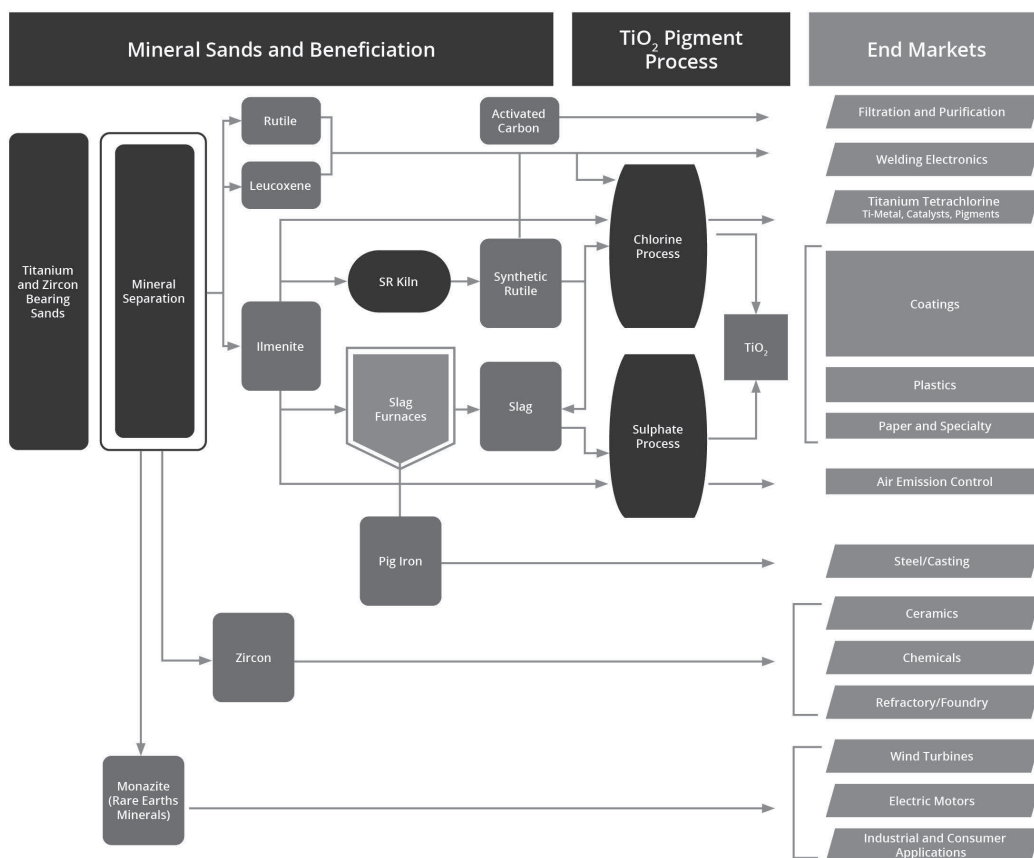 Mineral Sands and Beneficiation
TiO₂ Pigment
Process
End Markets
Titanium
and Zircon
Bearing
Sands
Mineral
Separation
Rutile
Leucoxene
Ilmenite
SR Kiln
Slag
Furnaces
Pig Iron
Zircon
Monazite
(Rare Earths
Minerals)
Activated
Carbon
Synthetic
Rutile
Slag
Chlorine
Process
Sulphate
Process
TiO₂
Filtration and Purification
Welding Electronics
Titanium Tetrachlorine
Ti-Metal, Catalysts, Pigments
Coatings
Plastics
Paper and Specialty
Air Emission Control
Steel/Casting
Ceramics
Chemicals
Refractory/Foundry
Wind Turbines
Electric Motors
Industrial and Consumer
Applications